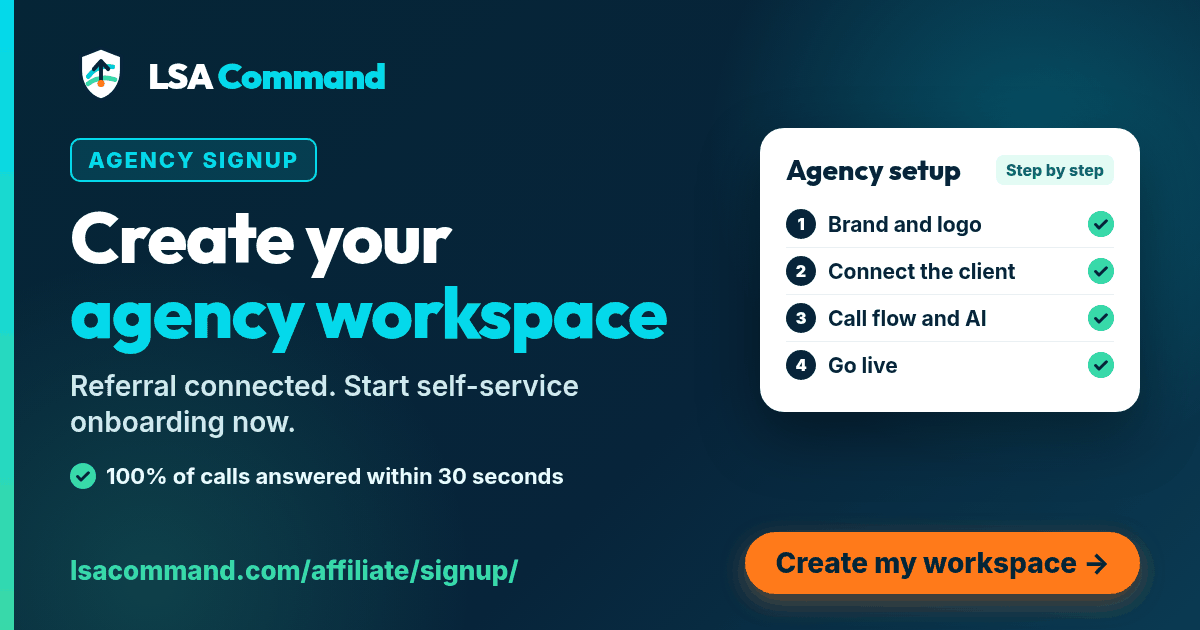 LSA Command
AGENCY SIGNUP
Create your
agency workspace
Referral connected. Start self-service
onboarding now.
100% of calls answered within 30 seconds
lsacommand.com/affiliate/signup/
Agency setup
Step by step
1 Brand and logo
2 Connect the client
3 Call flow and AI
4 Go live
Create my workspace →